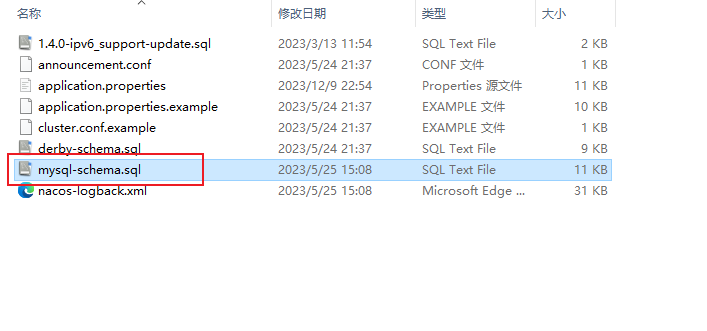 名称 修改日期 类型 大小
1.4.0-ipv6_support-update.sql 2023/3/13 11:54 SQL Text File 2 KB
announcement.conf 2023/5/24 21:37 CONF 文件 1 KB
application.properties 2023/12/9 22:54 Properties 源文件 11 KB
application.properties.example 2023/5/24 21:37 EXAMPLE 文件 10 KB
cluster.conf.example 2023/5/24 21:37 EXAMPLE 文件 1 KB
derby-schema.sql 2023/5/24 21:37 SQL Text File 9 KB
mysql-schema.sql 2023/5/25 15:08 SQL Text File 11 KB
nacos-logback.xml 2023/5/25 15:08 Microsoft Edge ... 31 KB